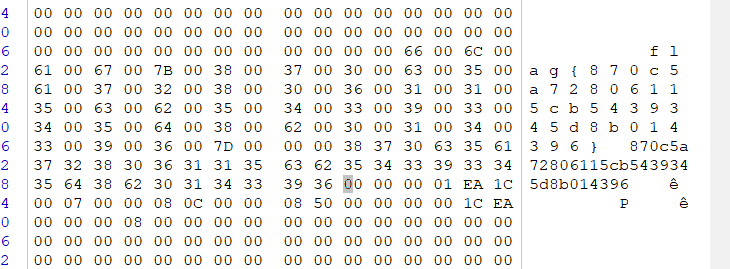 4 00 00 00 00 00 00 00 00 00 00 00 00 00 00 00 00
0 00 00 00 00 00 00 00 00 00 00 00 00 00 00 00 00
6 00 00 00 00 00 00 00 00 00 00 00 00 66 00 6C 00 f l
2 61 00 67 00 7B 00 38 00 37 00 30 00 63 00 35 00 a g { 8 7 0 c 5
8 61 00 37 00 32 00 38 00 30 00 36 00 31 00 31 00 a 7 2 8 0 6 1 1
4 35 00 63 00 62 00 35 00 34 00 33 00 39 00 33 00 5 c b 5 4 3 9 3
0 34 00 35 00 64 00 38 00 62 00 30 00 31 00 34 00 4 5 d 8 b 0 1 4
6 33 00 39 00 36 00 7D 00 00 00 38 37 30 63 35 61 3 9 6 } 870c5a
2 37 32 38 30 36 31 31 35 63 62 35 34 33 39 33 34 72806115cb543934
8 35 64 38 62 30 31 34 33 39 36 00 00 00 01 EA 1C 5d8b014396 ê
4 00 07 00 00 08 0C 00 00 08 50 00 00 00 00 1C EA P ê
0 00 00 00 08 00 00 00 00 00 00 00 00 00 00 00 00
6 00 00 00 00 00 00 00 00 00 00 00 00 00 00 00 00
2 00 00 00 00 00 00 00 00 00 00 00 00 00 00 00 00